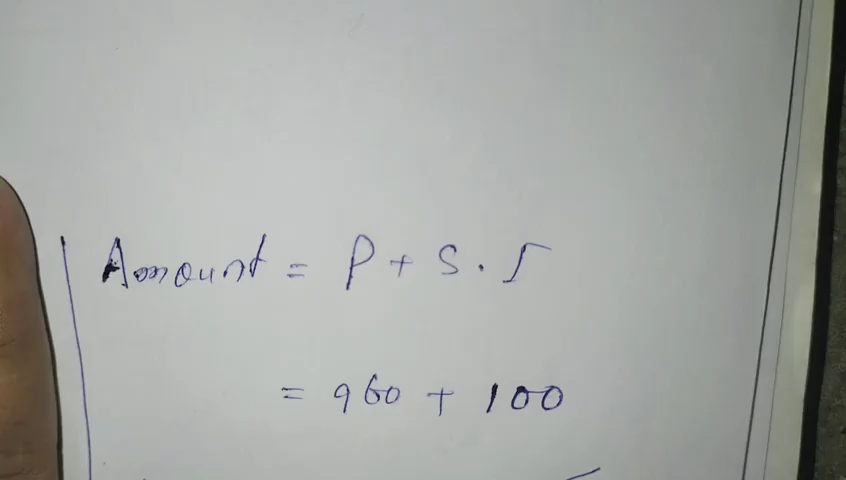 Amount = P + S . I
= 960 + 100